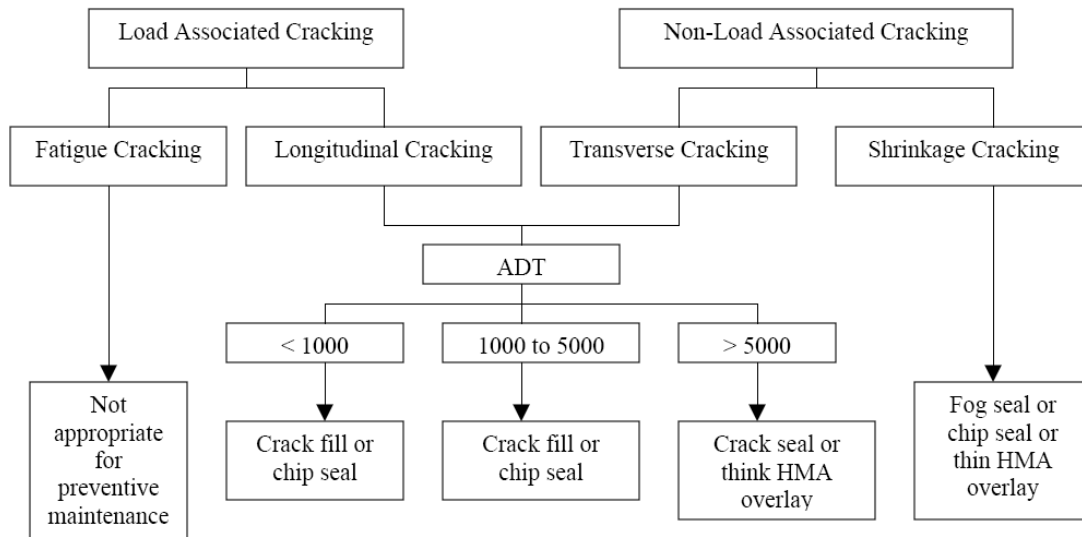 Load Associated Cracking
Non-Load Associated Cracking
Fatigue Cracking
Longitudinal Cracking
Transverse Cracking
Shrinkage Cracking
ADT
< 1000
1000 to 5000
> 5000
Not
appropriate
for
preventive
maintenance
Crack fill or
chip seal
Crack fill or
chip seal
Crack seal or
think HMA
overlay
Fog seal or
chip seal or
thin HMA
overlay